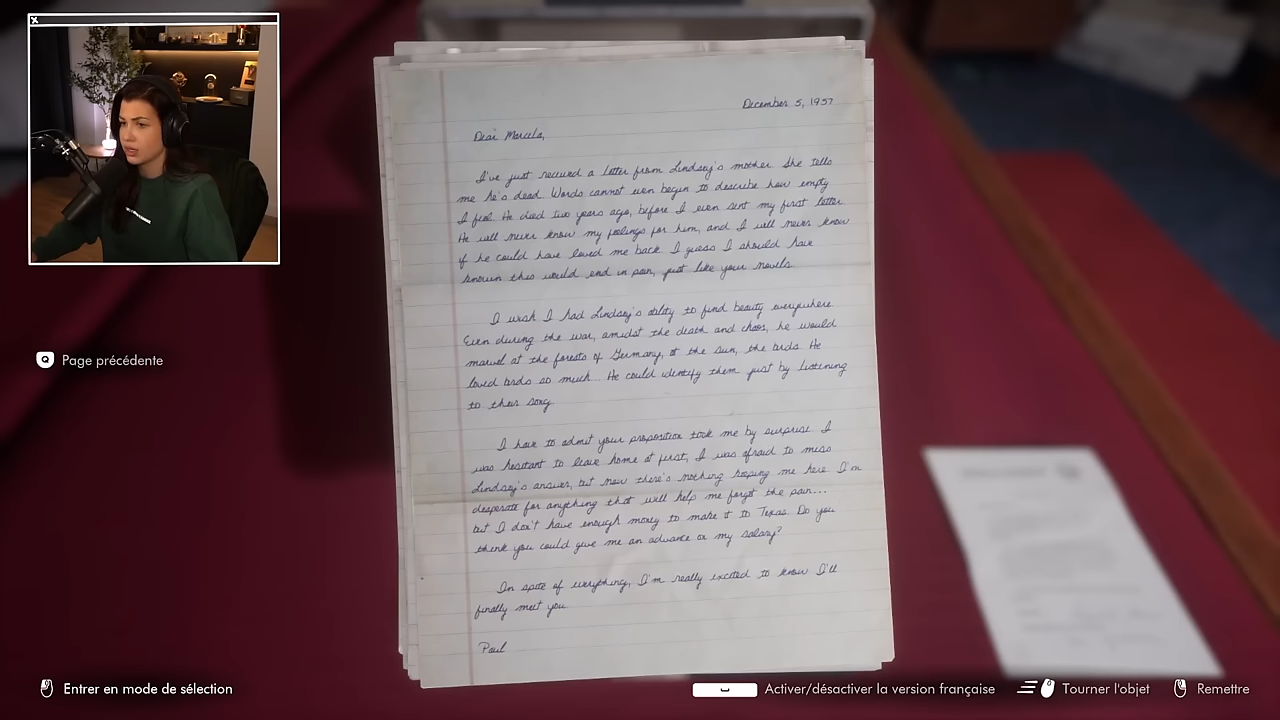 December 5, 1957
Dear Marcela,
I've just received a letter from Lindsey's mother. She tells
me he's dead. Words cannot even begin to describe how empty
I feel. He died two years ago, before I even sent my first letter.
He will never know my feelings for him, and I will never know
if he could have loved me back. I guess I should have
known this would end in pain, just like your novels.
I wish I had Lindsey's ability to find beauty everywhere.
Even during the war, amidst the death and chaos, he would
marvel at the forests of Germany, at the sun, the birds. He
loved birds so much... He could identify them just by listening
to their song.
I have to admit your proposition took me by surprise. I
was hesitant to leave home at first, I was afraid to miss
Lindsey's answer, but now there's nothing keeping me here. I'm
desperate for anything that will help me forget the pain...
but I don't have enough money to make it to Texas. Do you
think you could give me an advance on my salary?
In spite of everything, I'm really excited to know I'll
finally meet you.
Paul
Q Page précédente
Entrer en mode de sélection
Activer/désactiver la version française
Tourner l'objet
Remettre